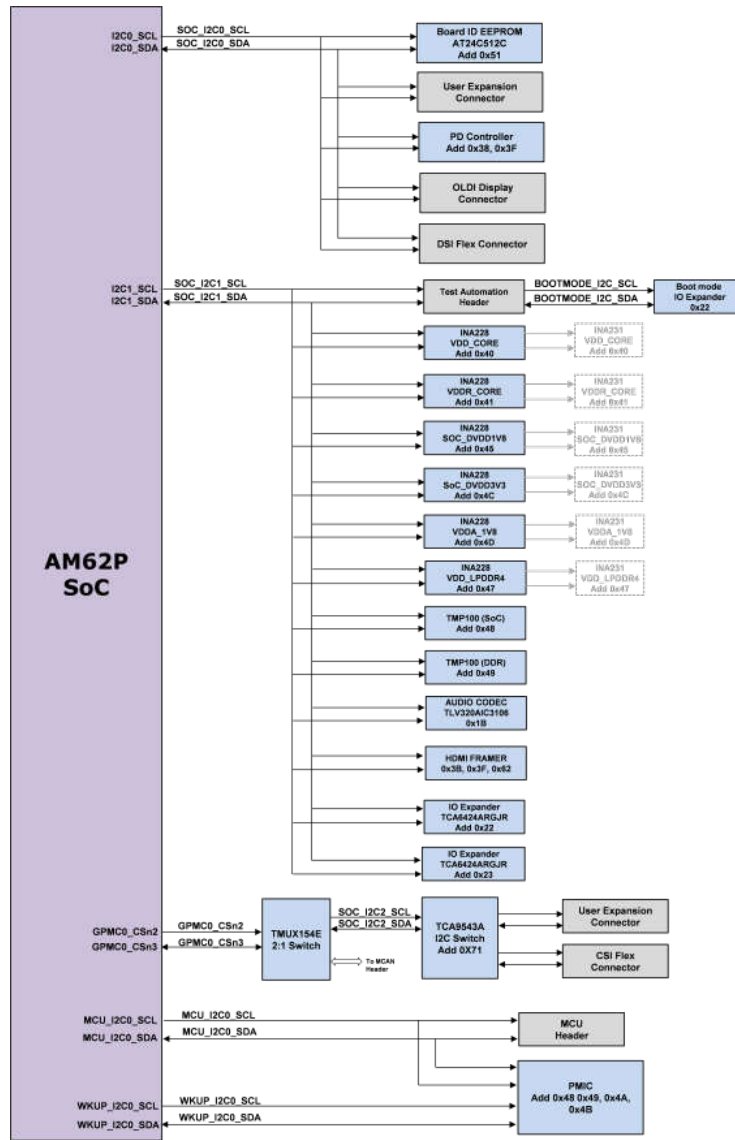 I2C0_SCL
SOC_I2C0_SCL
I2C0_SDA
SOC_I2C0_SDA
Board ID EEPROM
AT24C512C
Add 0x51
User Expansion
Connector
PD Controller
Add 0x38, 0x3F
OLDI Display
Connector
DSI Flex Connector
I2C1_SCL
SOC_I2C1_SCL
I2C1_SDA
SOC_I2C1_SDA
Test Automation
Header
BOOTMODE_I2C_SCL
BOOTMODE_I2C_SDA
Boot mode
IO Expander
0x22
INA228
VDD_CORE
Add 0x40
INA231
VDD_CORE
Add 0x40
INA228
VDDR_CORE
Add 0x41
INA231
VDDR_CORE
Add 0x41
INA228
SOC_DVDD1V8
Add 0x45
INA231
SOC_DVDD1V8
Add 0x45
INA228
SoC_DVDD3V3
Add 0x4C
INA231
SOC_DVDD3V3
Add 0x4C
INA228
VDDA_1V8
Add 0x4D
INA231
VDDA_1V8
Add 0x4D
INA228
VDD_LPDDR4
Add 0x47
INA231
VDD_LPDDR4
Add 0x47
AM62P
SoC
TMP100 (SoC)
Add 0x48
TMP100 (DDR)
Add 0x49
AUDIO CODEC
TLV320AIC3106
0x1B
HDMI FRAMER
0x3B, 0x3F, 0x62
IO Expander
TCA6424ARGJR
Add 0x22
IO Expander
TCA6424ARGJR
Add 0x23
GPMC0_CSn2
GPMC0_CSn2
GPMC0_CSn3
GPMC0_CSn3
TMUX154E
2:1 Switch
SOC_I2C2_SCL
SOC_I2C2_SDA
To MCAN
Header
TCA9543A
I2C Switch
Add 0X71
User Expansion
Connector
CSI Flex
Connector
MCU_I2C0_SCL
MCU_I2C0_SCL
MCU_I2C0_SDA
MCU_I2C0_SDA
MCU
Header
PMIC
Add 0x48 0x49, 0x4A,
0x4B
WKUP_I2C0_SCL
WKUP_I2C0_SCL
WKUP_I2C0_SDA
WKUP_I2C0_SDA